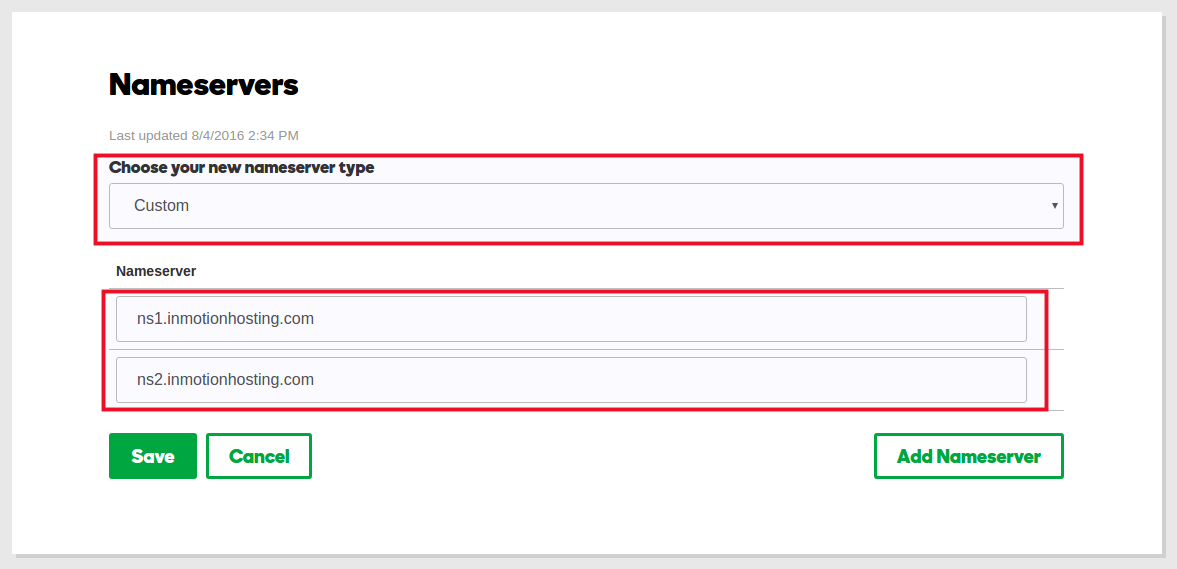 Nameservers
Last updated 8/4/2016 2:34 PM
Choose your new nameserver type
Custom
Nameserver
ns1.inmotionhosting.com
ns2.inmotionhosting.com
Save Cancel Add Nameserver